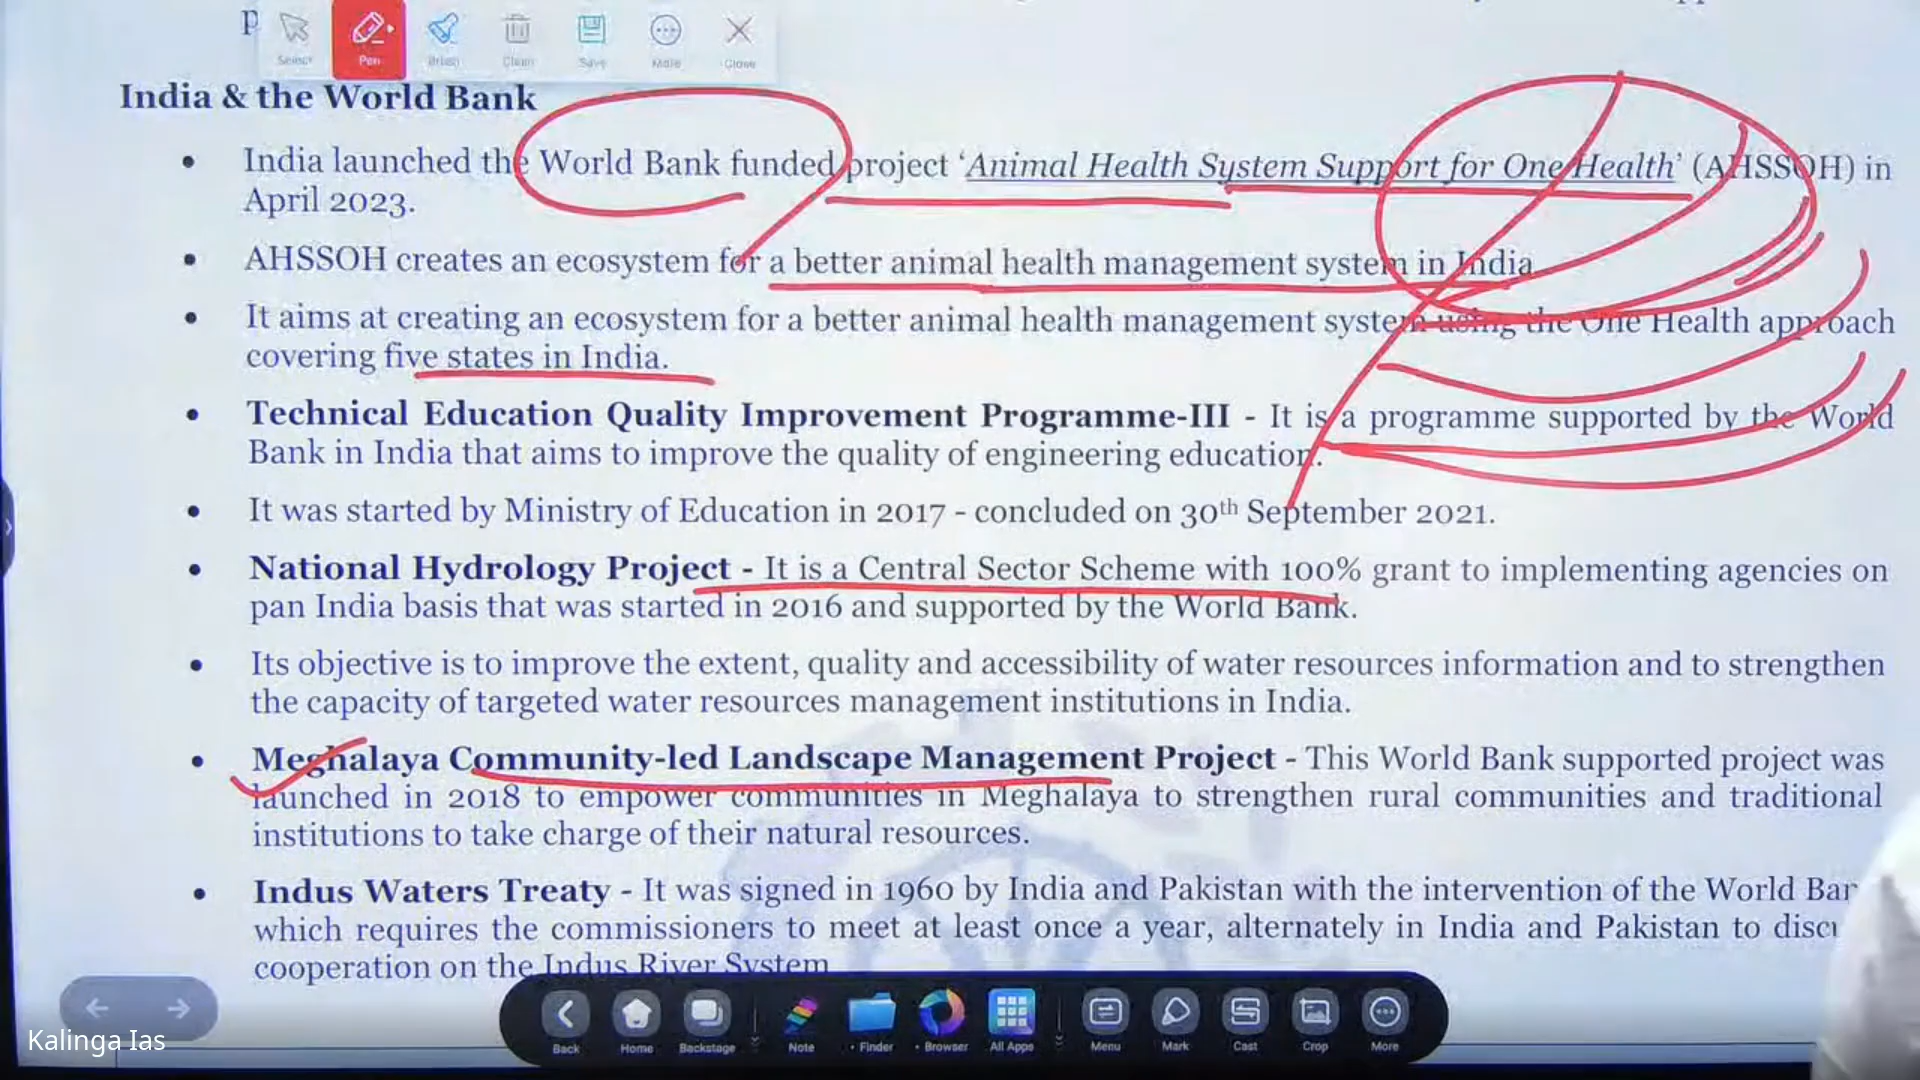 Select Pen Brush Clean Save More Close
India & the World Bank
• India launched the World Bank funded project ‘Animal Health System Support for One Health’ (AHSSOH) in
April 2023.
• AHSSOH creates an ecosystem for a better animal health management system in India.
• It aims at creating an ecosystem for a better animal health management system using the One Health approach
covering five states in India.
• Technical Education Quality Improvement Programme-III - It is a programme supported by the World
Bank in India that aims to improve the quality of engineering education.
• It was started by Ministry of Education in 2017 - concluded on 30th September 2021.
• National Hydrology Project - It is a Central Sector Scheme with 100% grant to implementing agencies on
pan India basis that was started in 2016 and supported by the World Bank.
• Its objective is to improve the extent, quality and accessibility of water resources information and to strengthen
the capacity of targeted water resources management institutions in India.
• Meghalaya Community-led Landscape Management Project - This World Bank supported project was
launched in 2018 to empower communities in Meghalaya to strengthen rural communities and traditional
institutions to take charge of their natural resources.
• Indus Waters Treaty - It was signed in 1960 by India and Pakistan with the intervention of the World
which requires the commissioners to meet at least once a year, alternately in India and Pakistan to
cooperation on the Indus River System
Kalinga Ias
Back Home Backstage Note • Finder • Browser All Apps Menu Mark Cast Crop More